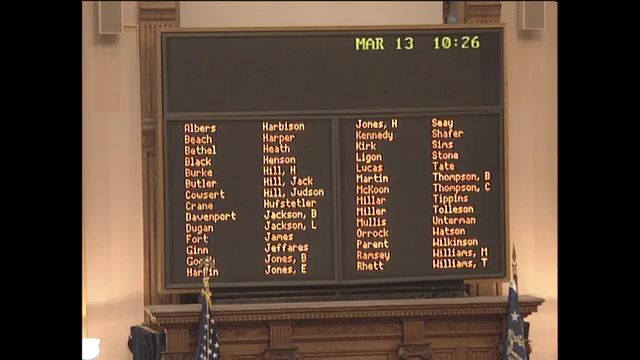 MAR 13 10:26
Albers
Beach
Bethel
Black
Burke
Butler
Cowsert
Crane
Davenport
Dugan
Fort
Ginn
Harbison
Harper
Heath
Henson
Hill, H
Hill, Jack
Hill, Judson
Hufstetler
Jackson, B
Jackson, L
James
Jeffares
Jones, B
Jones, E
Jones, H
Kennedy
Kirk
Ligon
Lucas
Martin
McKoon
Millar
Miller
Mullis
Orrock
Parent
Ramsey
Rhett
Seay
Shafer
Sims
Stone
Tate
Thompson, B
Thompson, C
Tippins
Tolleson
Unterman
Watson
Wilkinson
Williams, M
Williams, T